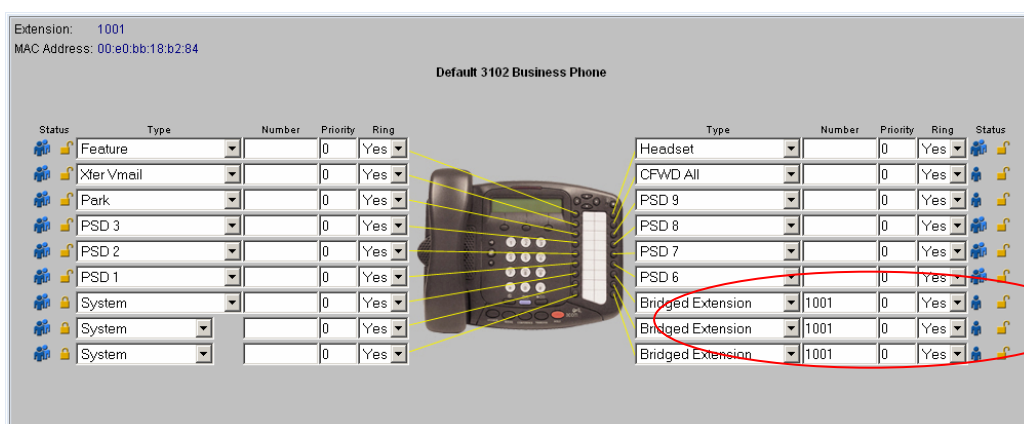 Extension: 1001
MAC Address: 00:e0:bb:18:b2:84
Default 3102 Business Phone
Status Type Number Priority Ring Type Number Priority Ring Status
Feature 0 Yes Headset 0 Yes
Xfer Vmail 0 Yes CFWD All 0 Yes
Park 0 Yes PSD 9 0 Yes
PSD 3 0 Yes PSD 8 0 Yes
PSD 2 0 Yes PSD 7 0 Yes
PSD 1 0 Yes PSD 6 0 Yes
System 0 Yes Bridged Extension 1001 0 Yes
System 0 Yes Bridged Extension 1001 0 Yes
System 0 Yes Bridged Extension 1001 0 Yes